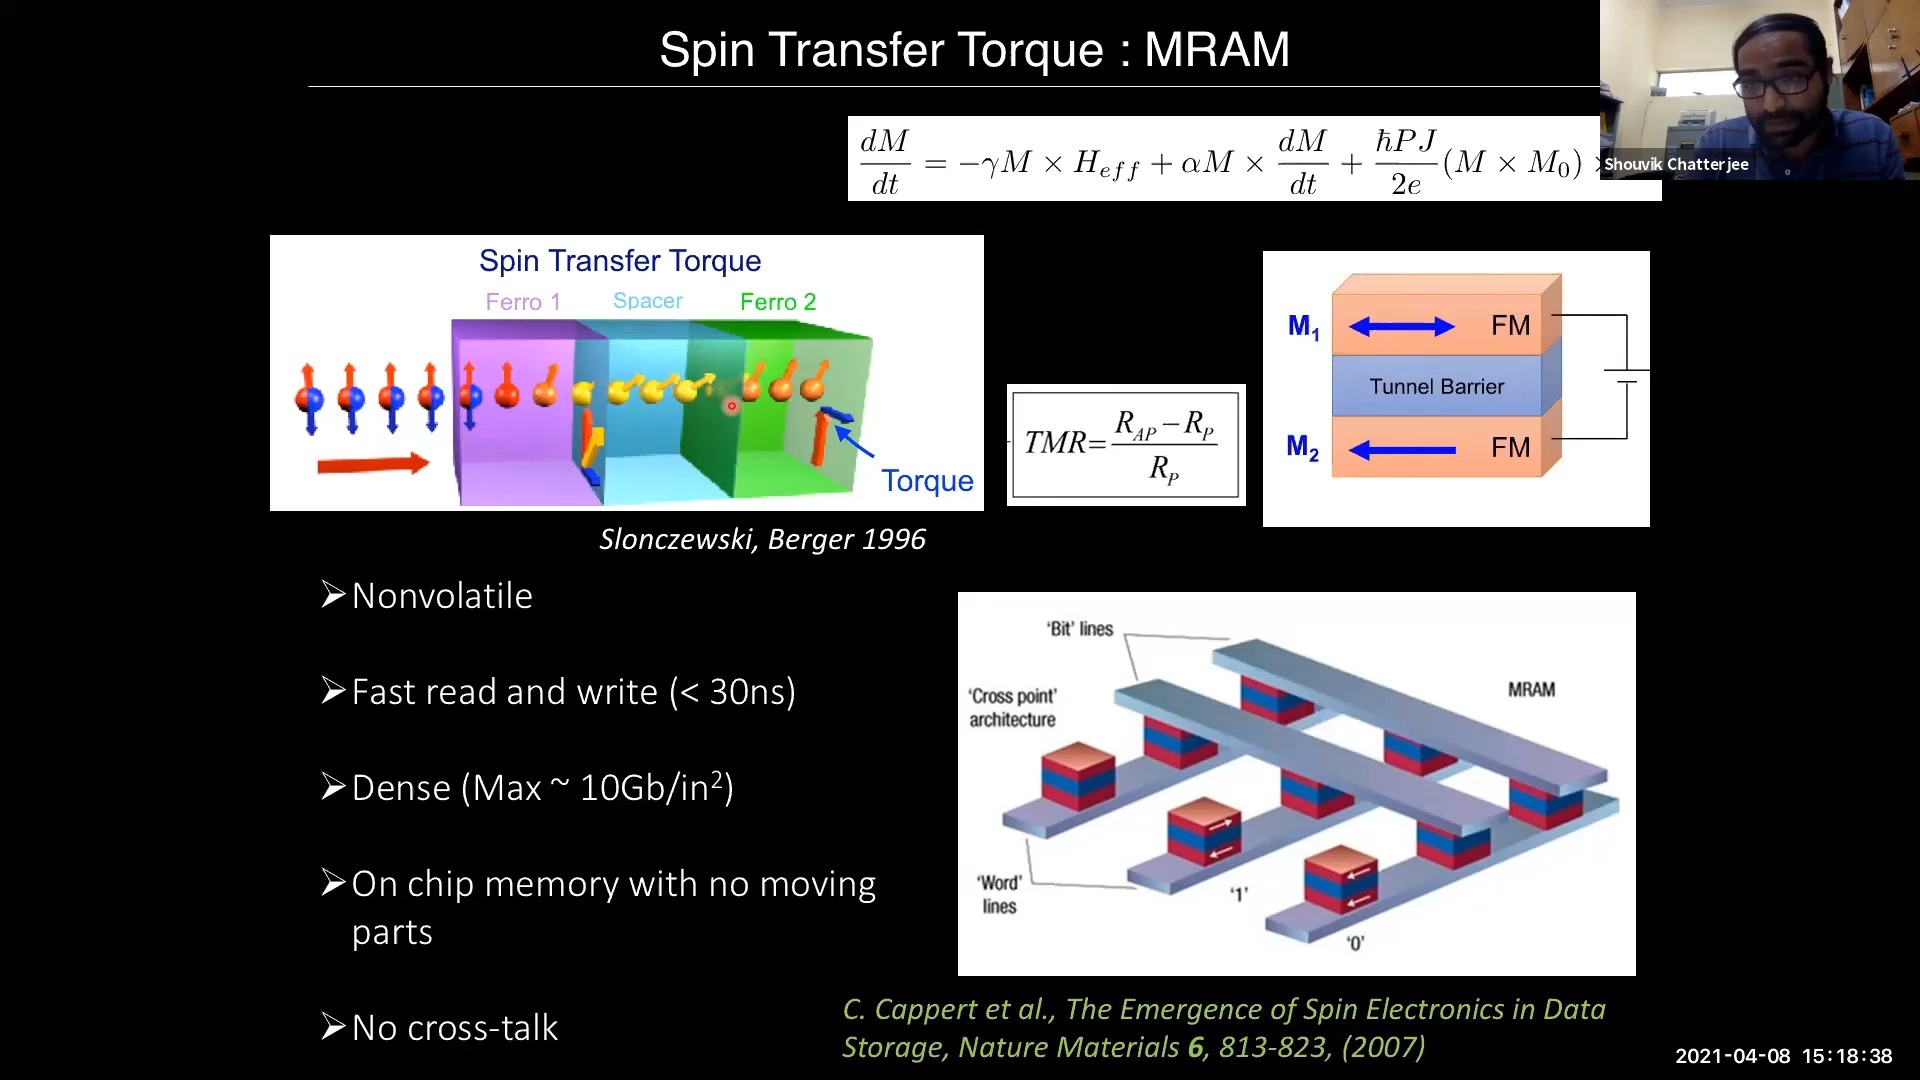 Spin Transfer Torque : MRAM
dM/dt = −γM × H_eff + αM × dM/dt + ħPJ/2e (M × M₀) ×
Shouvik Chatterjee
Spin Transfer Torque
Ferro 1 Spacer Ferro 2
Torque
Slonczewski, Berger 1996
TMR= (R_AP − R_P)/R_P
M₁ FM
Tunnel Barrier
M₂ FM
➢Nonvolatile
➢Fast read and write (< 30ns)
➢Dense (Max ~ 10Gb/in²)
➢On chip memory with no moving
parts
➢No cross-talk
'Bit' lines
MRAM
'Cross point'
architecture
'Word'
lines
'1'
'0'
C. Cappert et al., The Emergence of Spin Electronics in Data
Storage, Nature Materials 6, 813-823, (2007)
2021-04-08 15:18:38